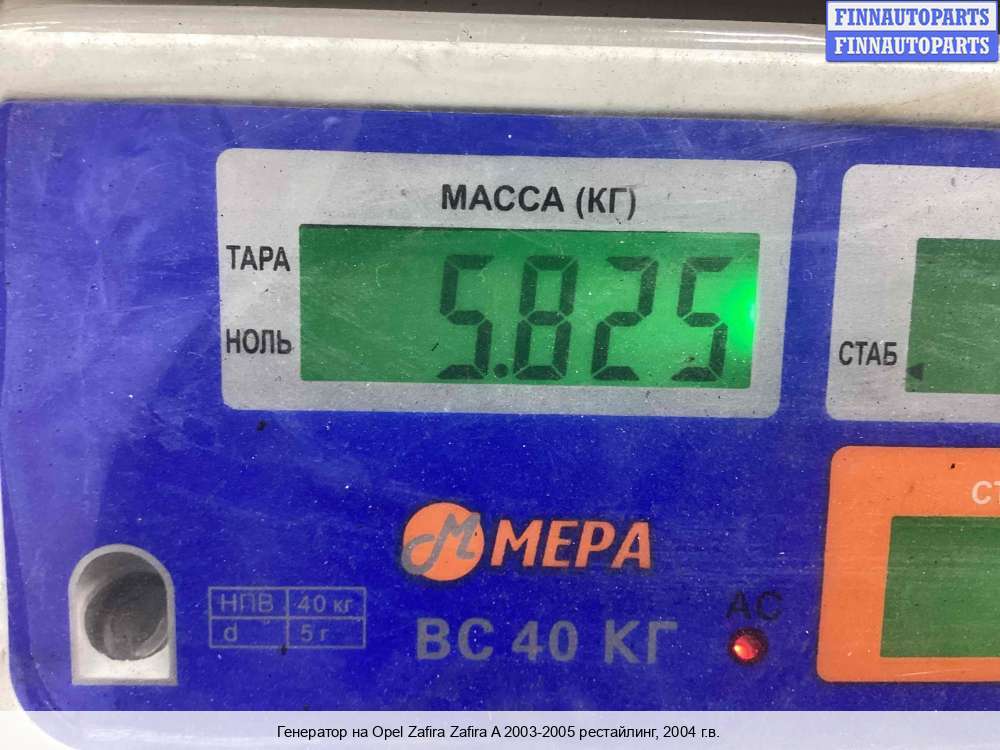 FINNAUTOPARTS
FINNAUTOPARTS
МАССА (КГ)
ТАРА
5.825
НОЛЬ
СТАБ
МЕРА
НПВ 40 кг
d 5 г
ВС 40 КГ
АС
Генератор на Opel Zafira Zafira A 2003-2005 рестайлинг, 2004 г.в.